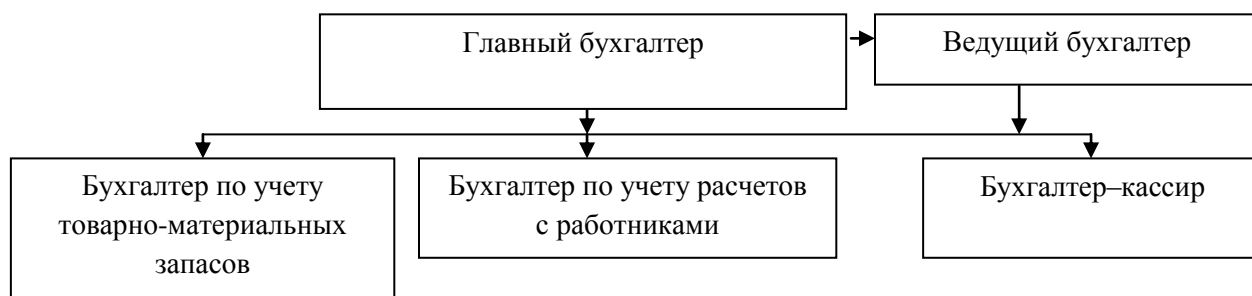 Главный бухгалтер
Ведущий бухгалтер
Бухгалтер по учету
товарно-материальных
запасов
Бухгалтер по учету расчетов
с работниками
Бухгалтер–кассир